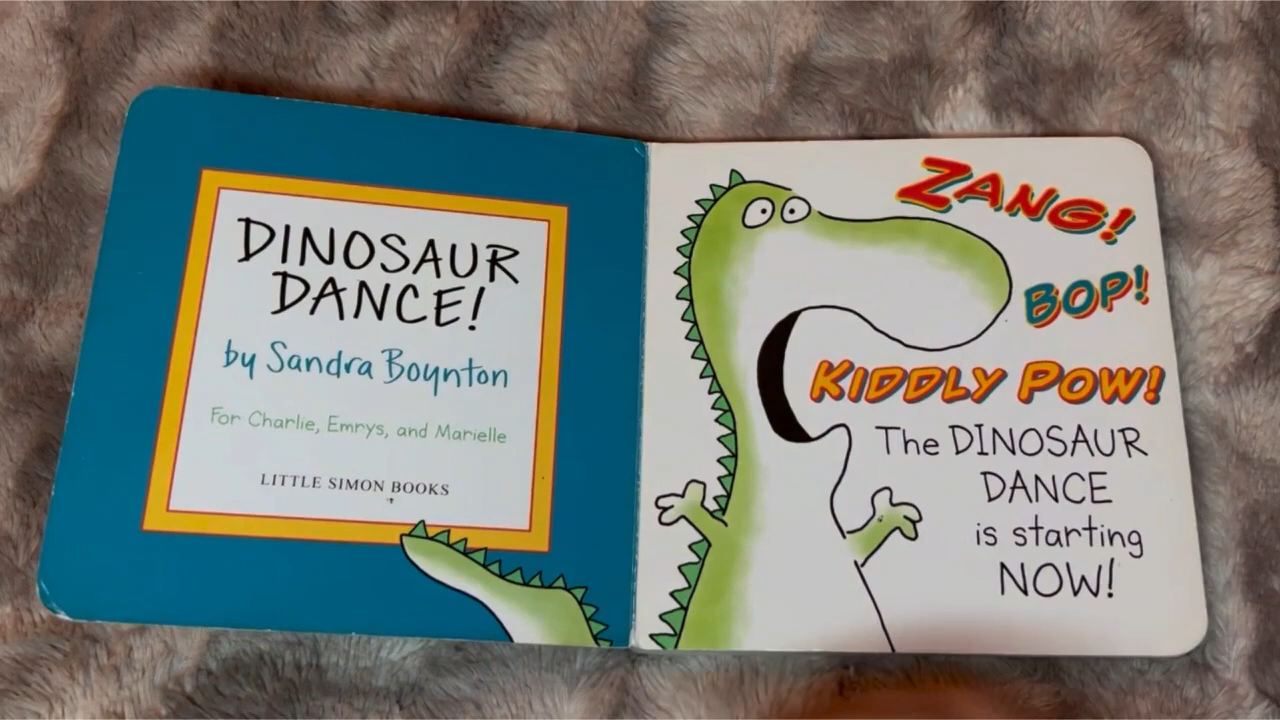 DINOSAUR
DANCE!
by Sandra Boynton
For Charlie, Emrys, and Marielle
LITTLE SIMON BOOKS
ZANG!
BOP!
KIDDLY POW!
The DINOSAUR
DANCE
is starting
NOW!